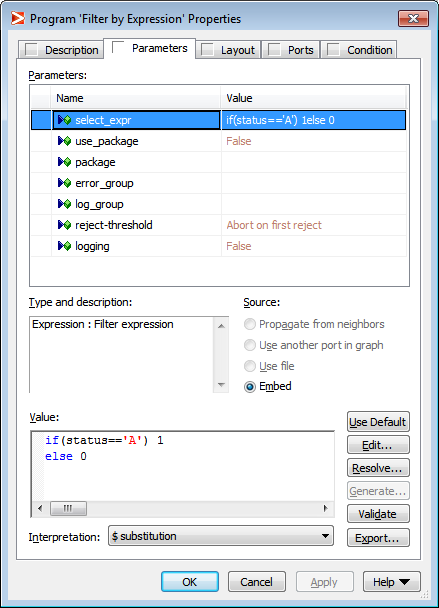 Program 'Filter by Expression' Properties
Description Parameters Layout Ports Condition
Parameters:
Name Value
select_expr if(status=='A') 1else 0
use_package False
package
error_group
log_group
reject-threshold Abort on first reject
logging False
Type and description: Source:
Expression : Filter expression
Propagate from neighbors
Use another port in graph
Use file
Embed
Value:
Use Default
if(status=='A') 1
else 0
Edit...
Resolve...
Generate...
Validate
Interpretation: $ substitution Export...
OK Cancel Apply Help